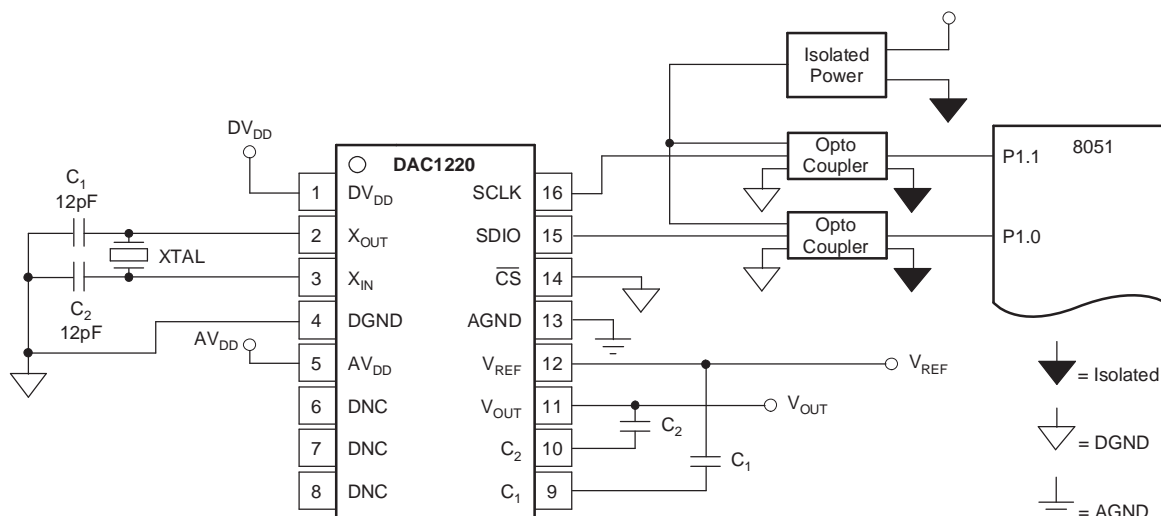 Isolated
Power
DV_DD
DAC1220
Opto
Coupler
8051
P1.1
C_1
12pF
1
DV_DD
SCLK
16
2
X_OUT
SDIO
15
Opto
Coupler
P1.0
XTAL
3
X_IN
C̅S̅
14
C_2
12pF
4
DGND
AGND
13
AV_DD
5
AV_DD
V_REF
12
V_REF
= Isolated
6
DNC
V_OUT
11
V_OUT
C_2
7
DNC
C_2
10
= DGND
C_1
8
DNC
C_1
9
= AGND